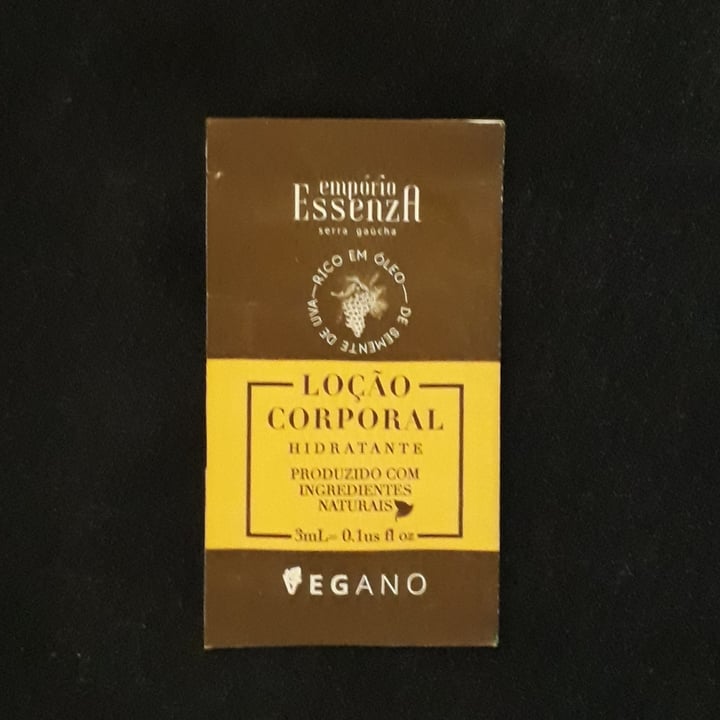 empório
EssenzA
serra gaúcha
RICO EM ÓLEO
DE SEMENTE DE UVA
LOÇÃO
CORPORAL
HIDRATANTE
PRODUZIDO COM
INGREDIENTES
NATURAIS
3mL= 0.1us fl oz
VEGANO